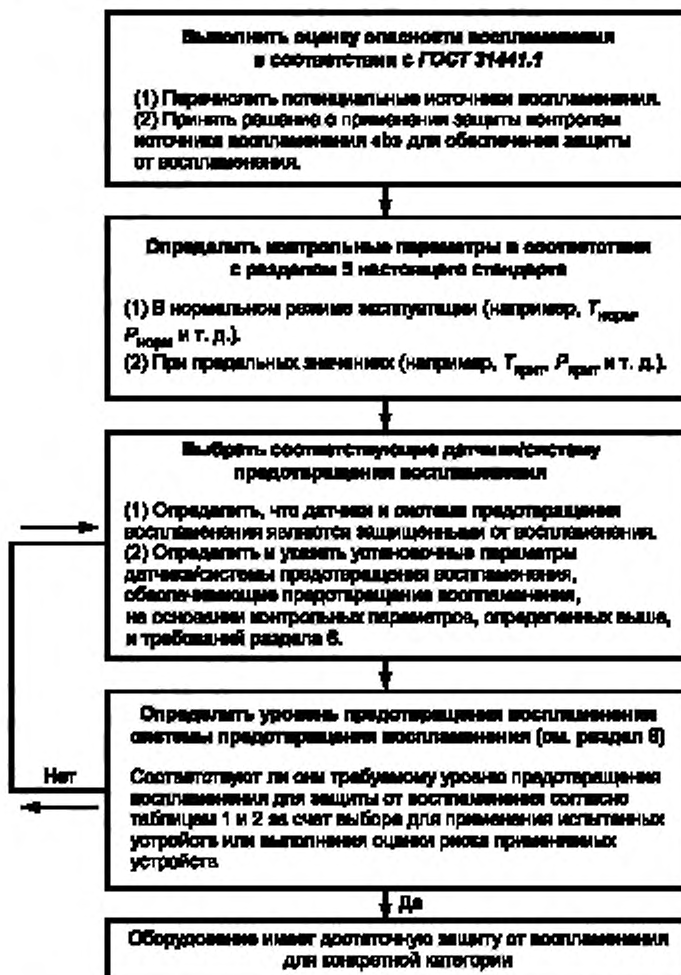 Выполнить оценку опасности воспламенения
в соответствии с ГОСТ 31441.1
(1) Перечислить потенциальные источники воспламенения.
(2) Принять решение о применения защиты контролем
источника воспламенения «b» для обеспечения защиты
от воспламенения.
Определить контрольные параметры в соответствии
с разделом 5 настоящего стандарта
(1) В нормальном режиме эксплуатации (например, Tнорм,
Pнорм и т. д.).
(2) При предельных значениях (например, Tкрит, Pкрит и т. д.).
Выбрать соответствующие датчики/систему
предотвращения воспламенения
(1) Определить, что датчики и система предотвращения
воспламенения являются защищенными от воспламенения.
(2) Определить и указать установочные параметры
датчика/системы предотвращения воспламенения,
обеспечивающие предотвращение воспламенения,
на основании контрольных параметров, определенных выше,
и требований раздела 6.
Определить уровень предотвращения воспламенения
системы предотвращения воспламенения (см. раздел 6)
Нет
Соответствуют ли они требуемому уровню предотвращения
воспламенения для защиты от воспламенения согласно
таблицам 1 и 2 за счет выбора для применения испытанных
устройств или выполнения оценки риска применяемых
устройств
Да
Оборудование имеет достаточную защиту от воспламенения
для конкретной категории